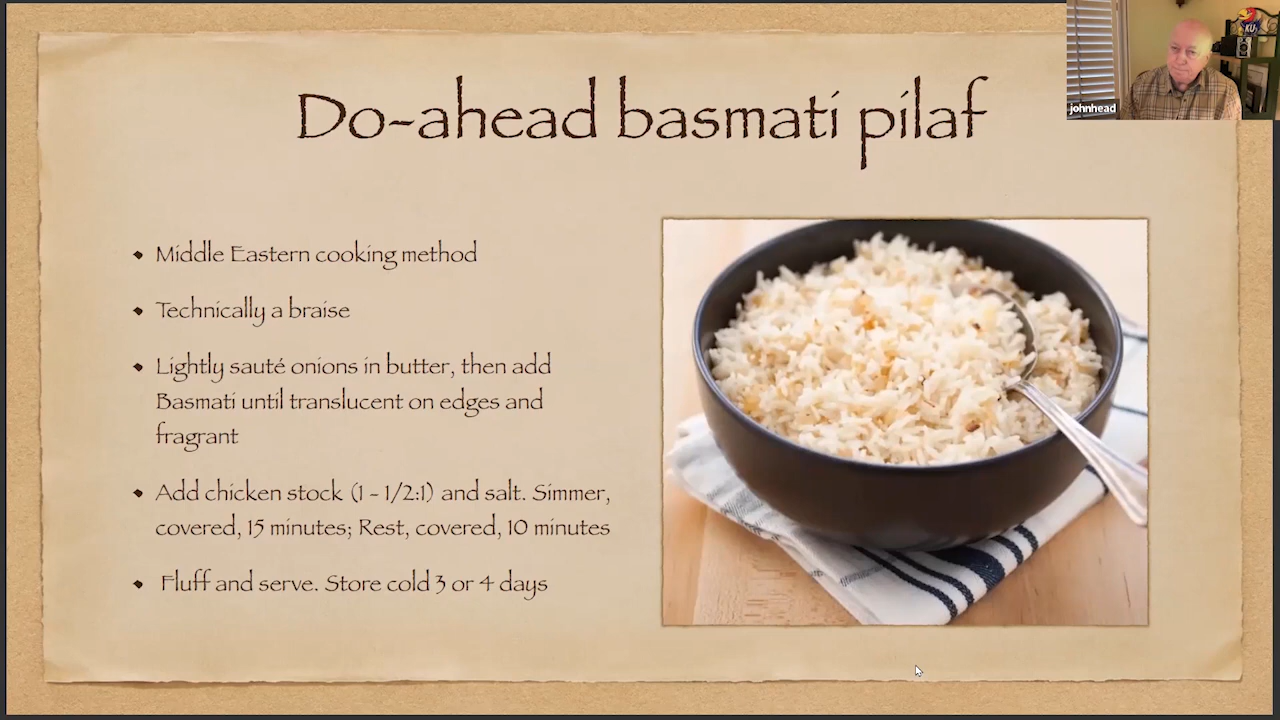 Do-ahead basmati pilaf
johnhead
KU
• Middle Eastern cooking method
• Technically a braise
• Lightly sauté onions in butter, then add
Basmati until translucent on edges and
fragrant
• Add chicken stock (1 - 1/2:1) and salt. Simmer,
covered, 15 minutes; Rest, covered, 10 minutes
• Fluff and serve. Store cold 3 or 4 days